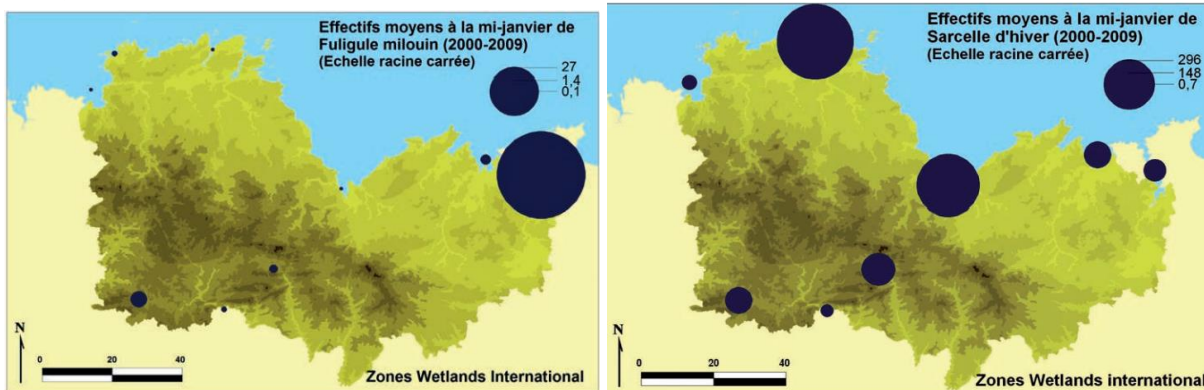 Effectifs moyens à la mi-janvier de
Fuligule milouin (2000-2009)
(Echelle racine carrée)
27
1,4
0,1
N
0 20 40
Zones Wetlands International
Effectifs moyens à la mi-janvier de
Sarcelle d'hiver (2000-2009)
(Echelle racine carrée)
296
148
0,7
N
0 20 40
Zones Wetlands international